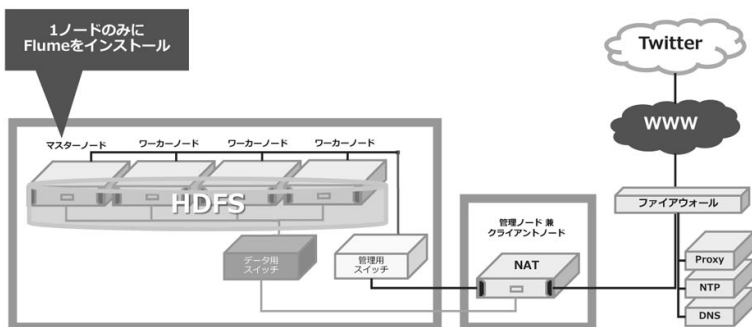 1ノードのみに
Flumeをインストール
Twitter
WWW
マスターノード
ワーカーノード
ワーカーノード
ワーカーノード
HDFS
ファイアウォール
管理ノード 兼
クライアントノード
データ用
スイッチ
管理用
スイッチ
NAT
Proxy
NTP
DNS